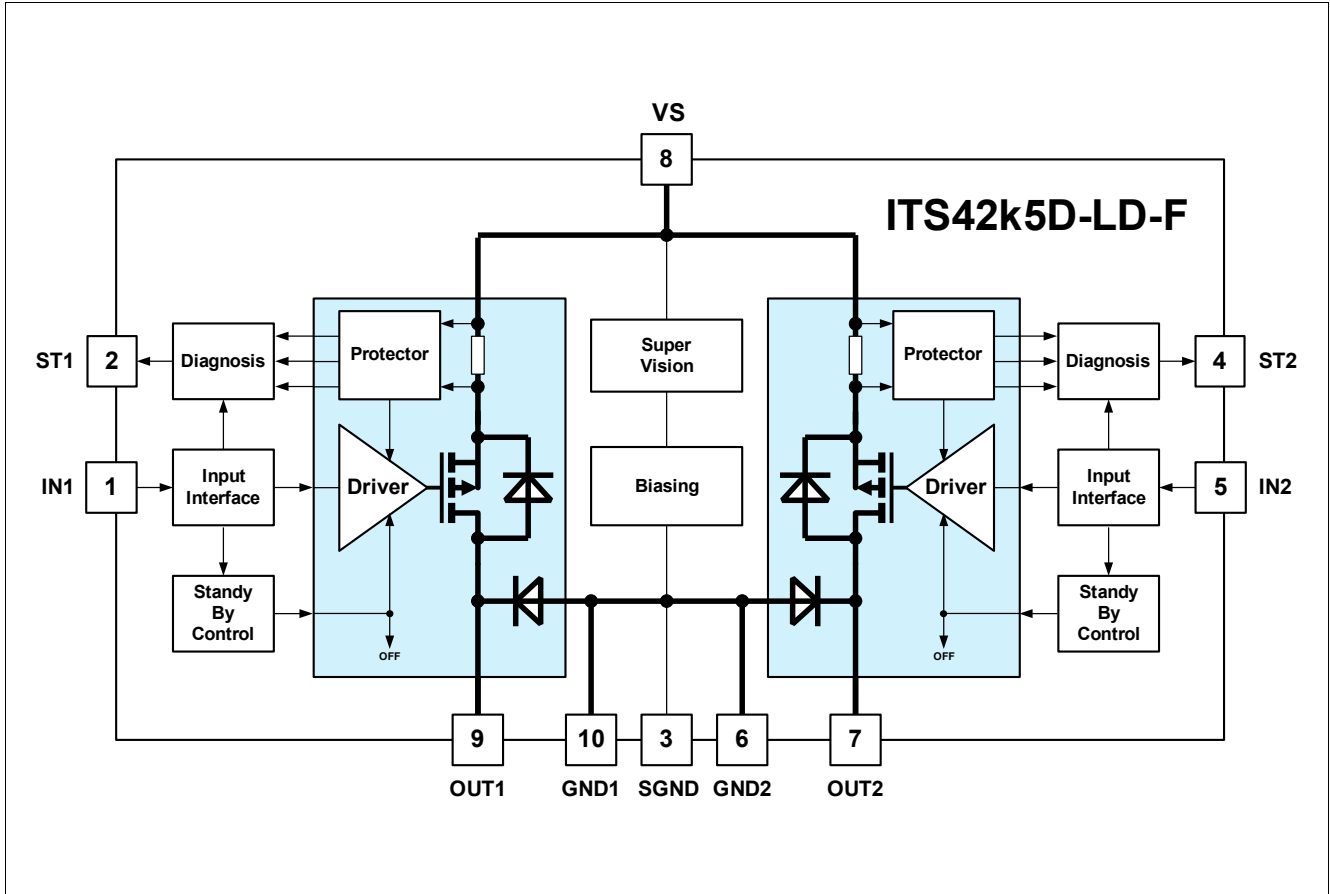 VS
8
ITS42k5D-LD-F
ST1
2
Diagnosis
Protector
Super
Vision
Protector
Diagnosis
4
ST2
IN1
1
Input
Interface
Driver
Biasing
Driver
Input
Interface
5
IN2
Standy
By
Control
OFF
OFF
Standy
By
Control
9
10
3
6
7
OUT1
GND1
SGND
GND2
OUT2